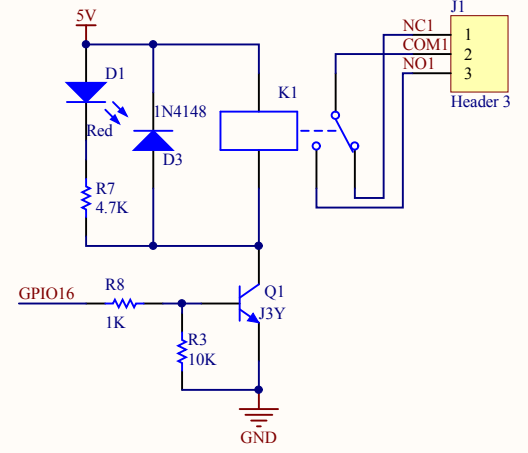 5V
J1
NC1
COM1
NO1
1
2
3
Header 3
D1
Red
1N4148
D3
K1
R7
4.7K
GPIO16
R8
1K
R3
10K
Q1
J3Y
GND